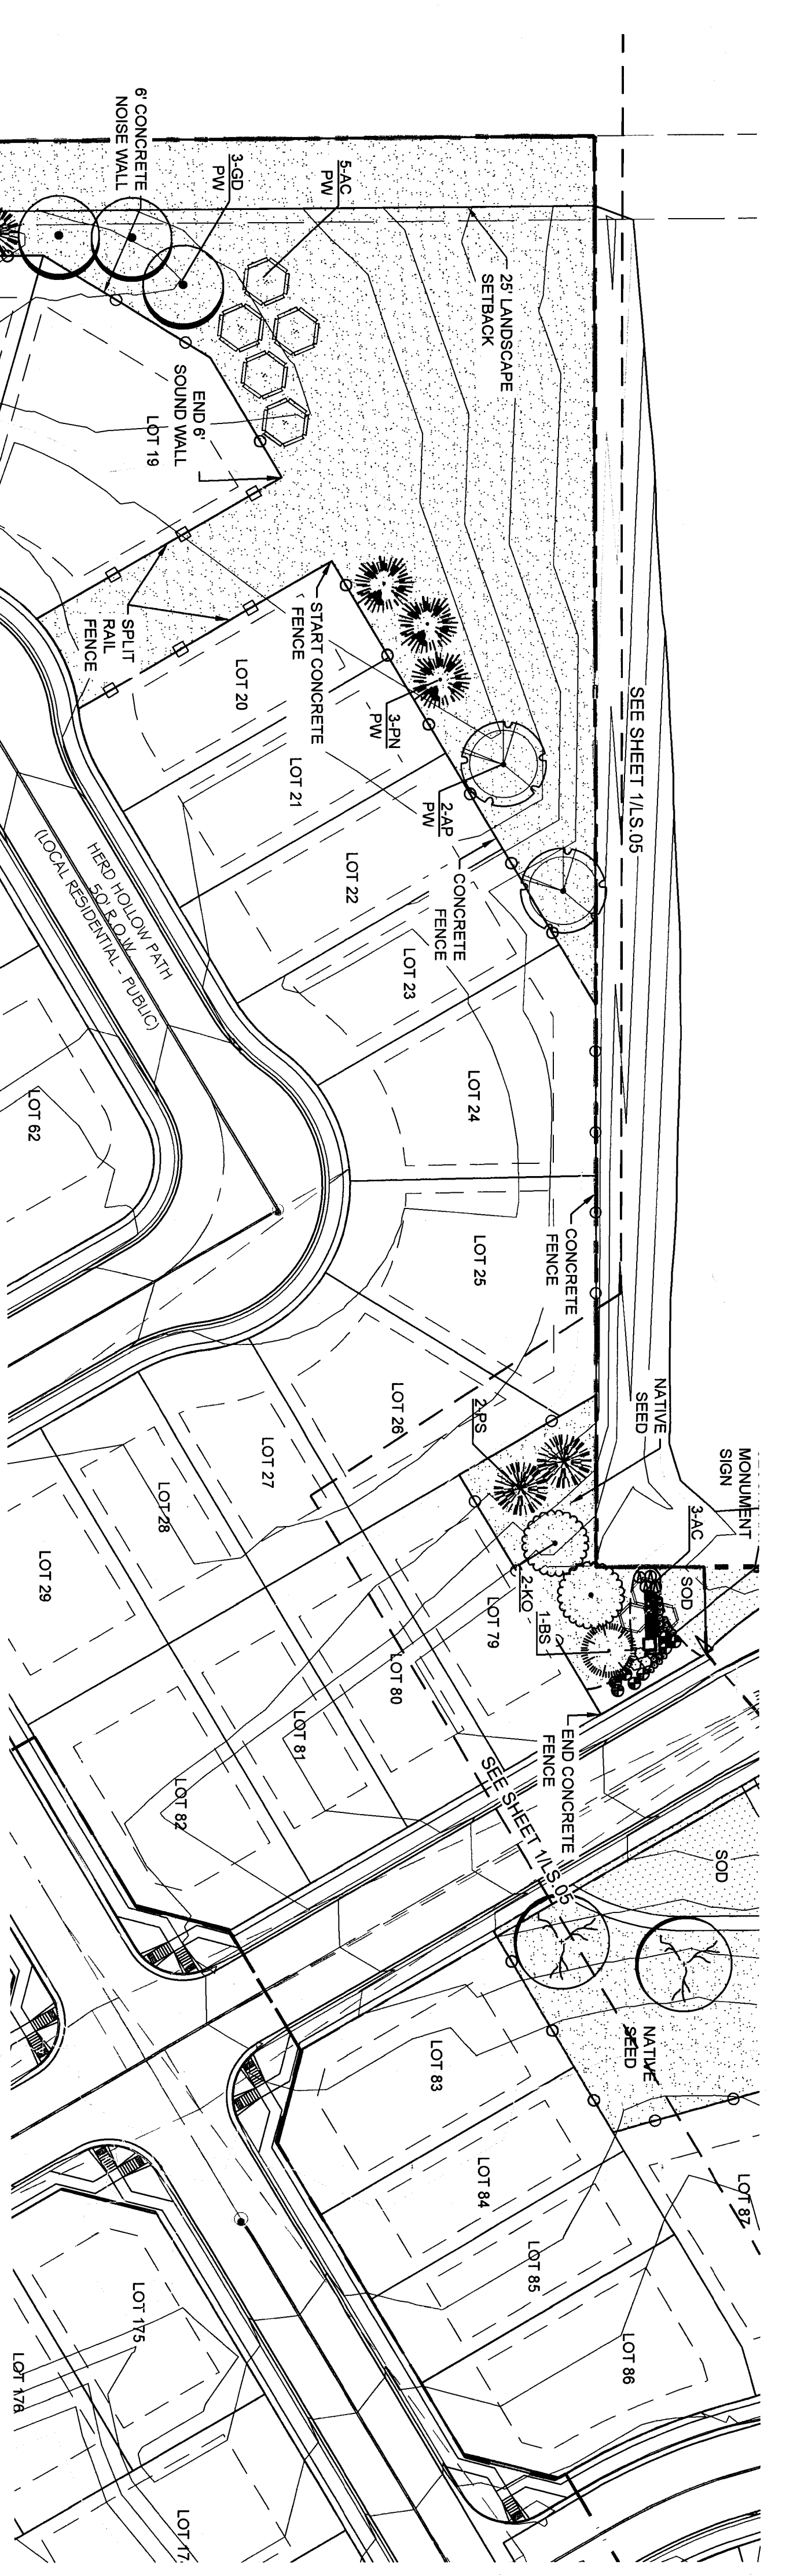 6' CONCRETE
NOISE WALL
3-GD
PW
5-AC
PW
25' LANDSCAPE
SETBACK
END 6'
SOUND WALL
LOT 19
SPLIT
RAIL
FENCE
START CONCRETE
FENCE
LOT 20
3-PN
PW
SEE SHEET 1/LS.05
LOT 21
2-AP
PW
LOT 22
CONCRETE
FENCE
LOT 23
HERD HOLLOW PATH
50' R.O.W.
(LOCAL RESIDENTIAL - PUBLIC)
LOT 24
LOT 62
CONCRETE
FENCE
LOT 25
LOT 26
2-PS
NATIVE
SEED
MONUMENT
SIGN
3-AC
SOD
LOT 27
LOT 28
LOT 29
2-KO
1-BS
LOT 79
LOT 80
LOT 81
LOT 82
END CONCRETE
FENCE
SEE SHEET 1/LS.05
SOD
NATIVE
SEED
LOT 83
LOT 84
LOT 85
LOT 86
LOT 87
LOT 175
LOT 176
LOT 17